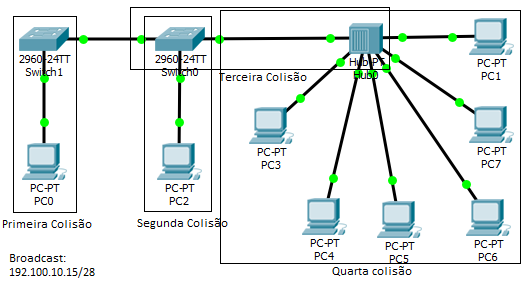 2960-24TT
Switch1
2960-24TT
Switch0
Hub-PT
Hub0
PC-PT
PC1
Terceira Colisão
PC-PT
PC3
PC-PT
PC7
PC-PT
PC0
PC-PT
PC2
Primeira Colisão
Segunda Colisão
PC-PT
PC4
PC-PT
PC5
PC-PT
PC6
Broadcast:
192.100.10.15/28
Quarta colisão